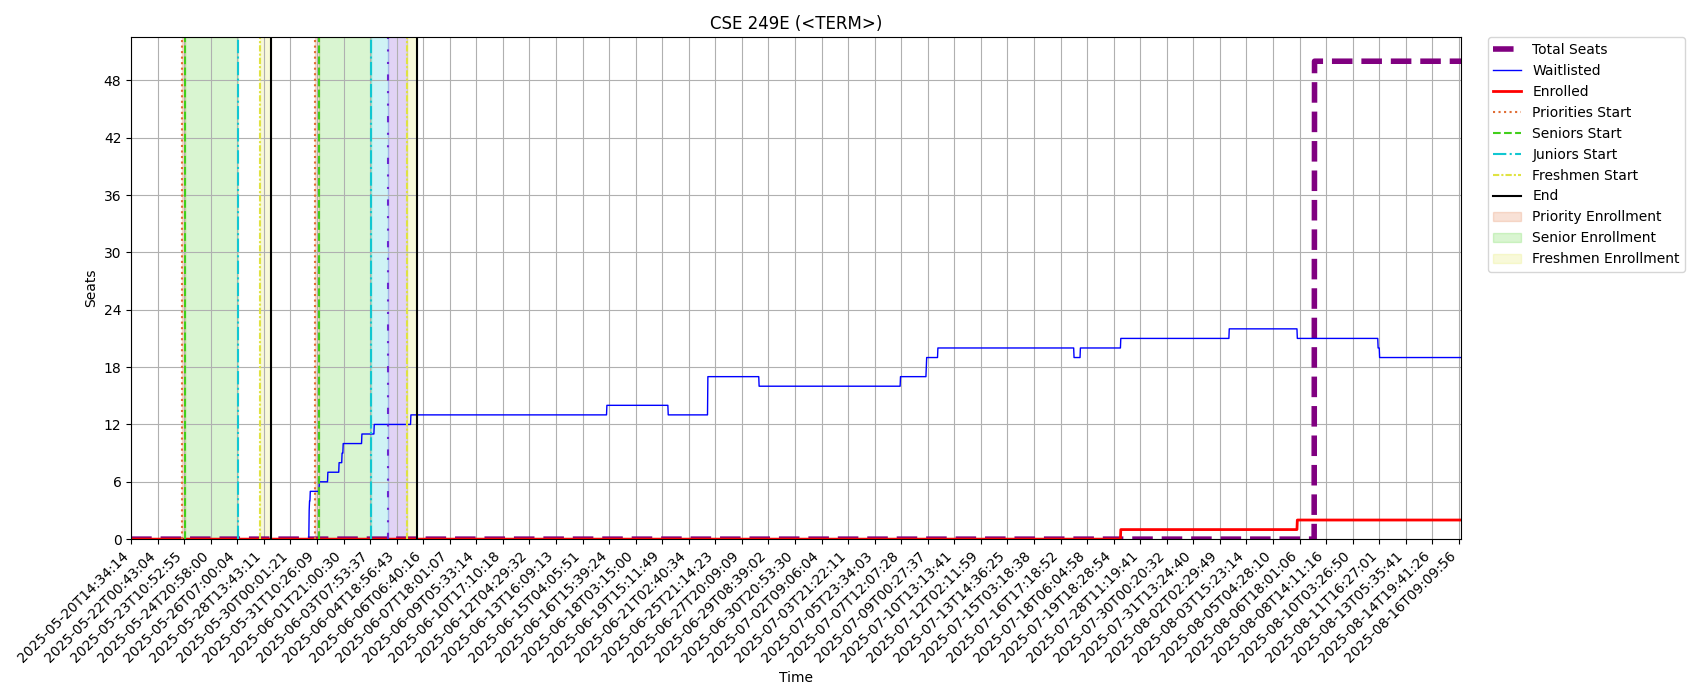 CSE 249E (<TERM>)
Seats
48
42
36
30
24
18
12
6
0
2025-05-20T14:34:14
2025-05-22T00:43:04
2025-05-23T10:52:55
2025-05-24T20:58:00
2025-05-26T07:00:04
2025-05-28T13:43:11
2025-05-30T00:01:21
2025-05-31T10:26:09
2025-06-01T21:00:30
2025-06-03T07:53:37
2025-06-04T18:56:43
2025-06-06T06:40:16
2025-06-07T18:01:07
2025-06-09T05:33:14
2025-06-10T17:10:18
2025-06-12T04:29:32
2025-06-13T16:09:13
2025-06-15T04:05:51
2025-06-16T15:39:24
2025-06-18T03:15:00
2025-06-19T15:11:49
2025-06-21T02:40:34
2025-06-25T21:14:23
2025-06-27T20:09:09
2025-06-29T08:39:02
2025-06-30T20:53:30
2025-07-02T09:06:04
2025-07-03T21:22:11
2025-07-05T23:34:03
2025-07-07T12:07:28
2025-07-09T00:27:37
2025-07-10T13:13:41
2025-07-12T02:11:59
2025-07-13T14:36:25
2025-07-15T03:18:38
2025-07-16T17:18:52
2025-07-18T06:04:58
2025-07-19T18:28:54
2025-07-28T11:19:41
2025-07-30T00:20:32
2025-07-31T13:24:40
2025-08-02T02:29:49
2025-08-03T15:23:14
2025-08-05T04:28:10
2025-08-06T18:01:06
2025-08-08T14:11:16
2025-08-10T03:26:50
2025-08-11T16:27:01
2025-08-13T05:35:41
2025-08-14T19:41:26
2025-08-16T09:09:56
Time
Total Seats
Waitlisted
Enrolled
Priorities Start
Seniors Start
Juniors Start
Freshmen Start
End
Priority Enrollment
Senior Enrollment
Freshmen Enrollment